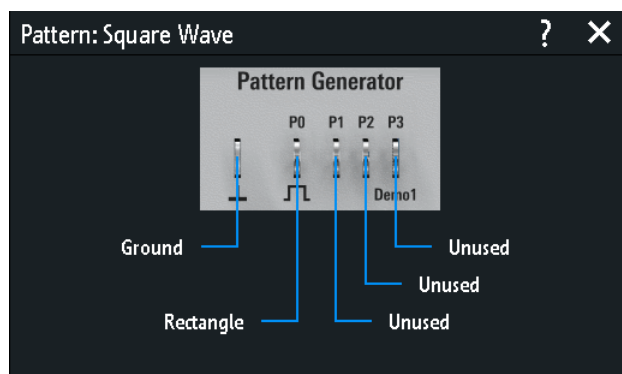 Pattern: Square Wave ? ×
Pattern Generator
P0 P1 P2 P3
Demo1
Ground Unused
Unused
Rectangle Unused